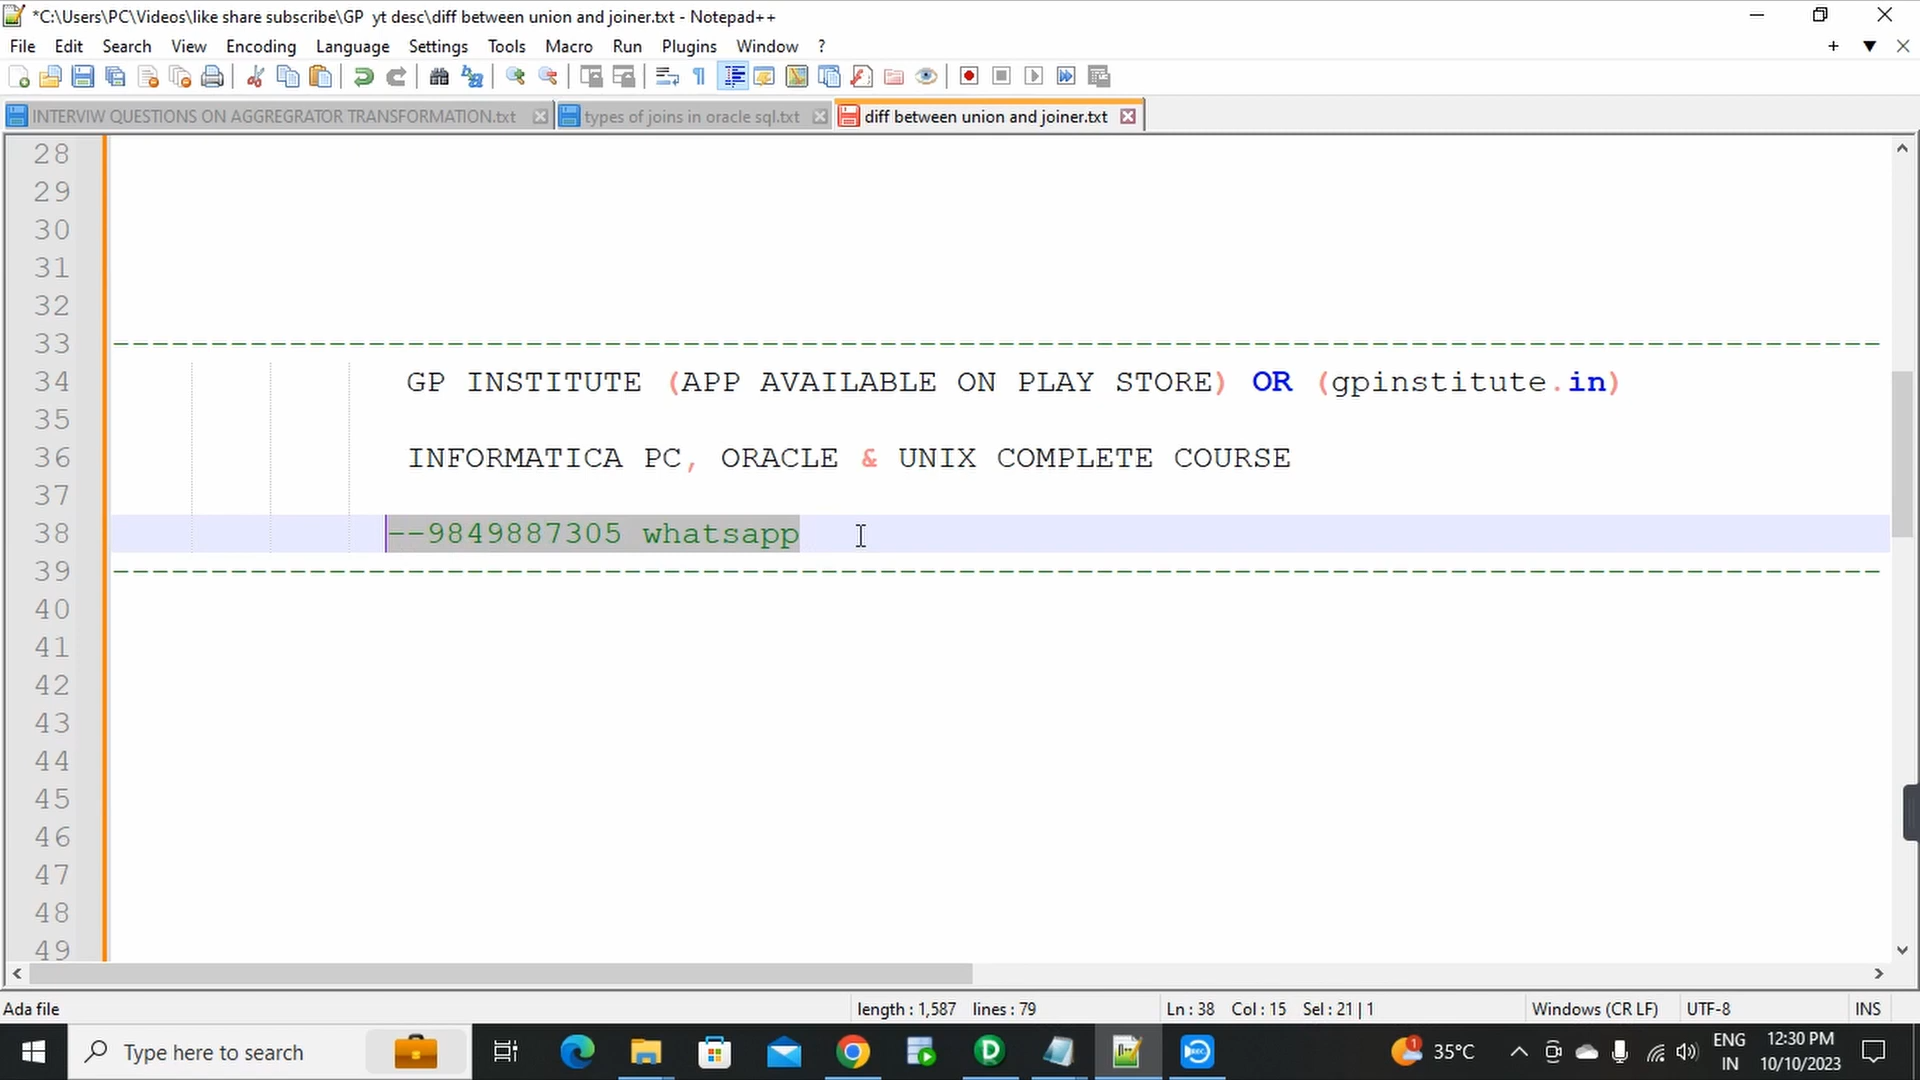 *C:\Users\PC\Videos\like share subscribe\GP  yt desc\diff between union and joiner.txt - Notepad++
File Edit Search View Encoding Language Settings Tools Macro Run Plugins Window ?
INTERVIW QUESTIONS ON AGGREGRATOR TRANSFORMATION.txt types of joins in oracle sql.txt diff between union and joiner.txt
28
29
30
31
32
33 ------------------------------------------------------------------------------------------
34 GP INSTITUTE (APP AVAILABLE ON PLAY STORE) OR (gpinstitute.in)
35
36 INFORMATICA PC, ORACLE & UNIX COMPLETE COURSE
37
38 --9849887305 whatsapp
39 ------------------------------------------------------------------------------------------
40
41
42
43
44
45
46
47
48
49
Ada file length : 1,587 lines : 79 Ln : 38 Col : 15 Sel : 21 | 1 Windows (CR LF) UTF-8 INS
Type here to search 35°C ENG 12:30 PM
IN 10/10/2023